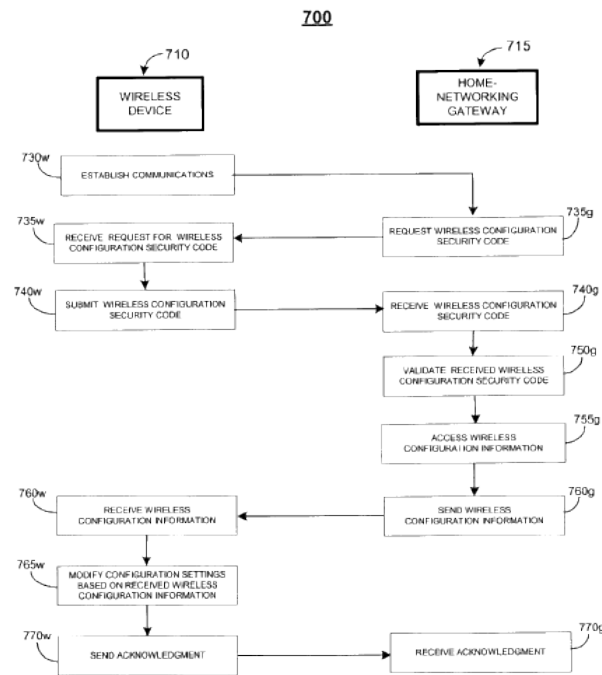 700
710
715
WIRELESS
DEVICE
HOME-
NETWORKING
GATEWAY
730w
ESTABLISH COMMUNICATIONS
735w
RECEIVE REQUEST FOR WIRELESS
CONFIGURATION SECURITY CODE
735g
REQUEST WIRELESS CONFIGURATION
SECURITY CODE
740w
SUBMIT WIRELESS CONFIGURATION
SECURITY CODE
740g
RECEIVE WIRELESS CONFIGURATION
SECURITY CODE
750g
VALIDATE RECEIVED WIRELESS
CONFIGURATION SECURITY CODE
755g
ACCESS WIRELESS
CONFIGURATION INFORMATION
760w
RECEIVE WIRELESS
CONFIGURATION INFORMATION
760g
SEND WIRELESS
CONFIGURATION INFORMATION
765w
MODIFY CONFIGURATION SETTINGS
BASED ON RECEIVED WIRELESS
CONFIGURATION INFORMATION
770w
SEND ACKNOWLEDGMENT
770g
RECEIVE ACKNOWLEDGMENT